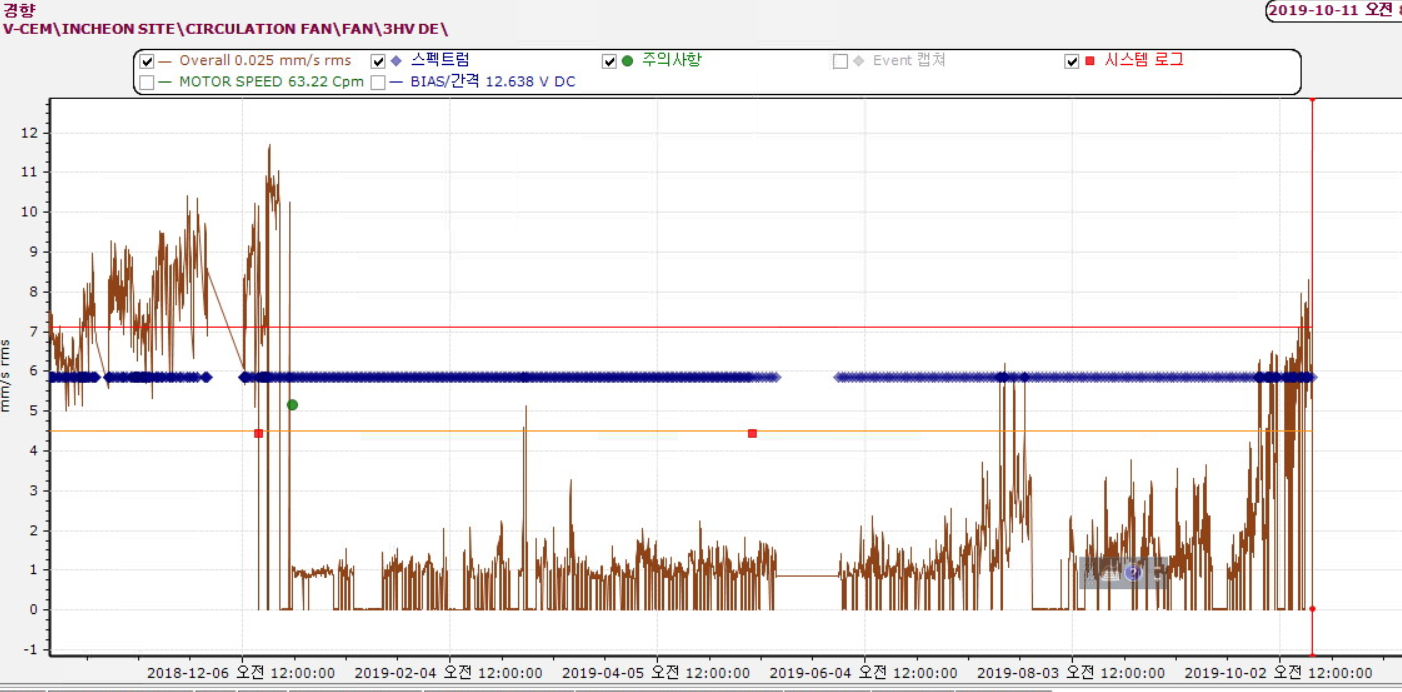 경향
2019-10-11 오전 8
V-CEM\INCHEON SITE\CIRCULATION FAN\FAN\3HV DE\
Overall 0.025 mm/s rms 스펙트럼 주의사항 Event 캡쳐 시스템 로그
MOTOR SPEED 63.22 Cpm BIAS/간격 12.638 V DC
12
11
10
9
8
7
6
5
4
3
2
1
0
-1
mm/s rms
2018-12-06 오전 12:00:00 2019-02-04 오전 12:00:00 2019-04-05 오전 12:00:00 2019-06-04 오전 12:00:00 2019-08-03 오전 12:00:00 2019-10-02 오전 12:00:00